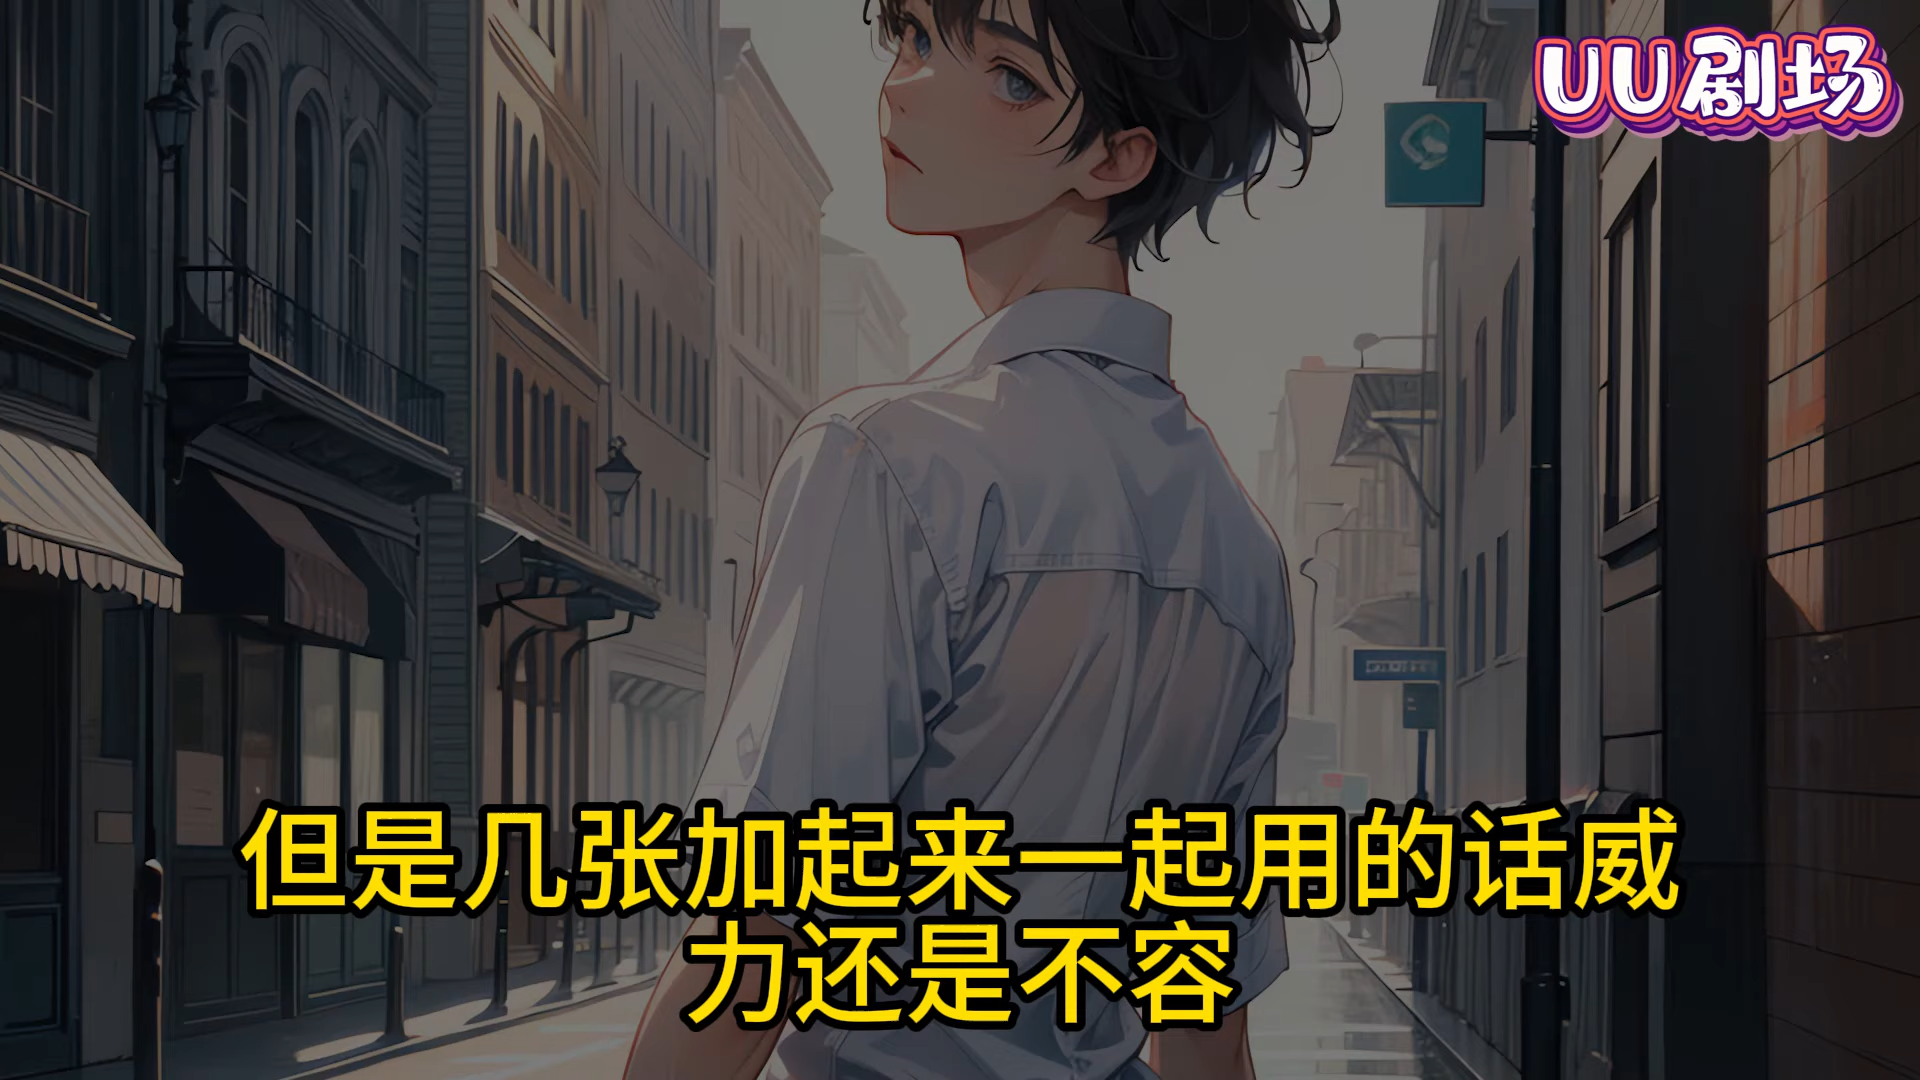 UU剧场
但是几张加起来一起用的话威
力还是不容